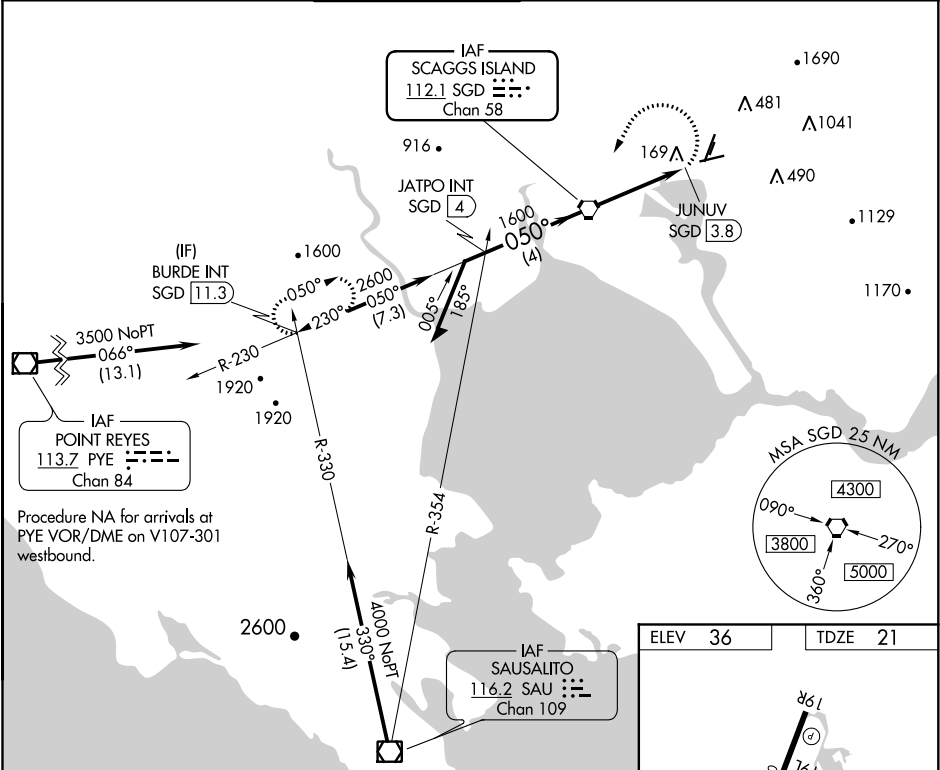 IAF
SCAGGS ISLAND
112.1 SGD
Chan 58
1690
481
1041
916
169
490
JATPO INT
SGD 4
JUNUV
SGD 3.8
1129
1170
1600
050°
(4)
(IF)
BURDE INT
SGD 11.3
1600
050°
2600
050°
(7.3)
230°
005°
185°
3500 NoPT
066°
(13.1)
R-230
1920
1920
IAF
POINT REYES
113.7 PYE
Chan 84
R-330
R-354
MSA SGD 25 NM
4300
090°
3800
270°
5000
360°
Procedure NA for arrivals at
PYE VOR/DME on V107-301
westbound.
2600
4000 NoPT
330°
(15.4)
IAF
SAUSALITO
116.2 SAU
Chan 109
ELEV 36
TDZE 21
19R
P